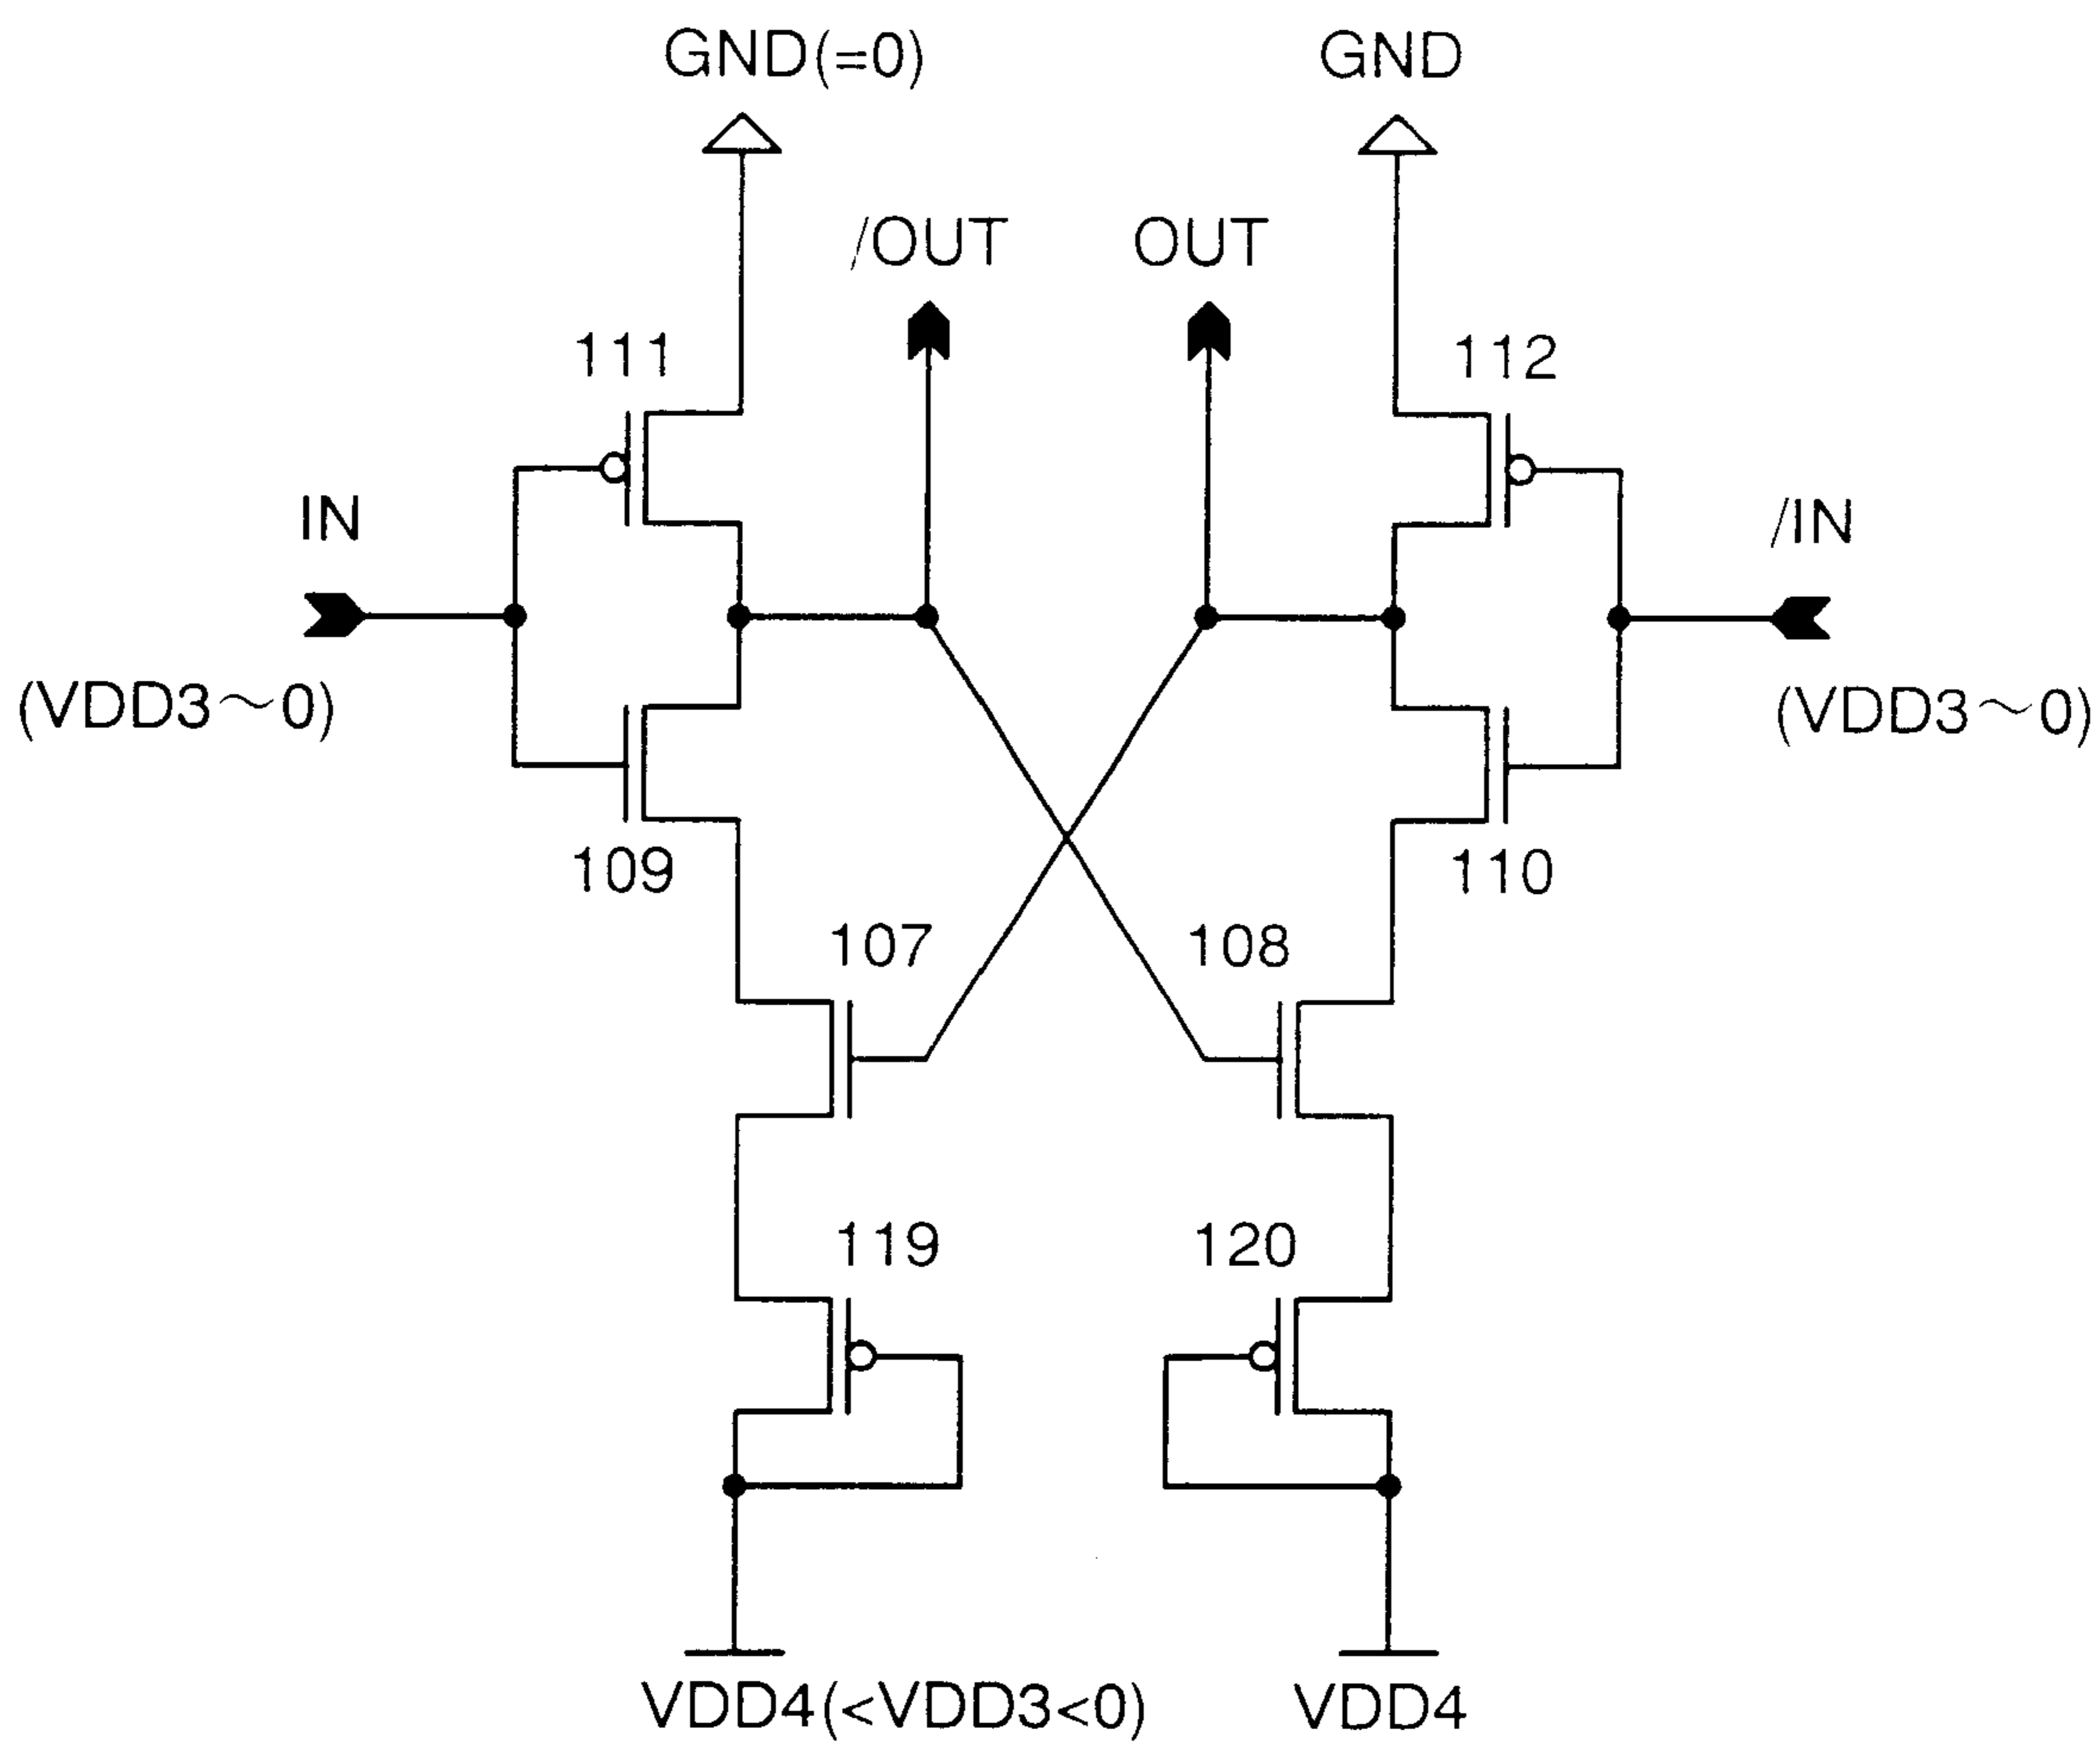 GND(=0)
GND
/OUT
OUT
111
112
IN
/IN
(VDD3～0)
(VDD3～0)
109
110
107
108
119
120
VDD4(<VDD3<0)
VDD4